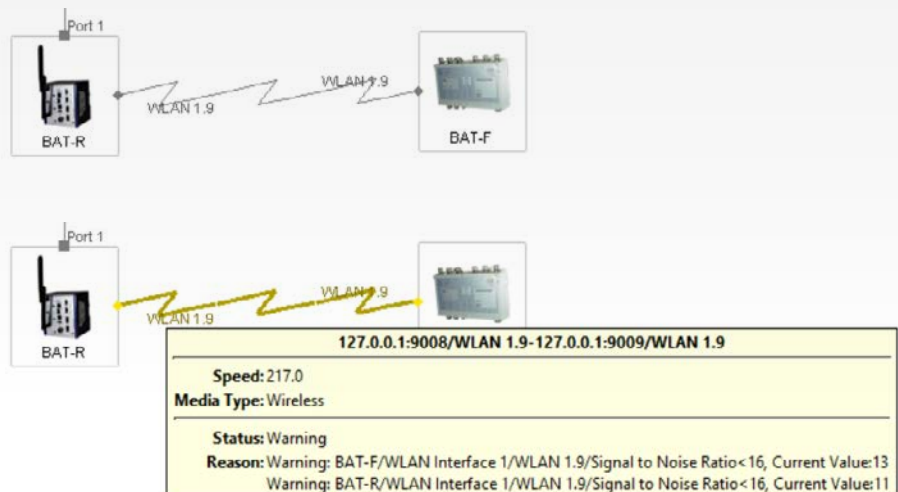 Port 1
WLAN 1.9
WLAN 1.9
BAT-R
BAT-F
Port 1
WLAN 1.9
WLAN 1.9
BAT-R
127.0.0.1:9008/WLAN 1.9-127.0.0.1:9009/WLAN 1.9
Speed: 217.0
Media Type: Wireless
Status: Warning
Reason: Warning: BAT-F/WLAN Interface 1/WLAN 1.9/Signal to Noise Ratio<16, Current Value:13
Warning: BAT-R/WLAN Interface 1/WLAN 1.9/Signal to Noise Ratio<16, Current Value:11